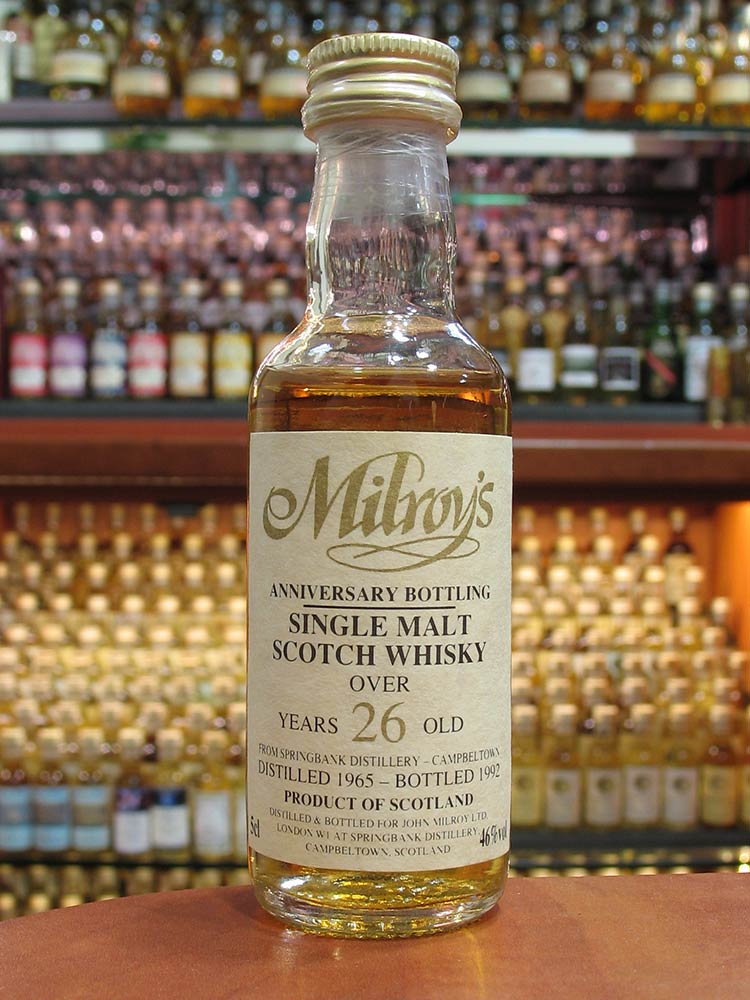 Milroy's
ANNIVERSARY BOTTLING
SINGLE MALT
SCOTCH WHISKY
OVER
YEARS 26 OLD
FROM SPRINGBANK DISTILLERY – CAMPBELTOWN
DISTILLED 1965 – BOTTLED 1992
PRODUCT OF SCOTLAND
DISTILLED & BOTTLED FOR JOHN MILROY LTD.
LONDON W1 AT SPRINGBANK DISTILLERY
CAMPBELTOWN, SCOTLAND
5cl
46% vol